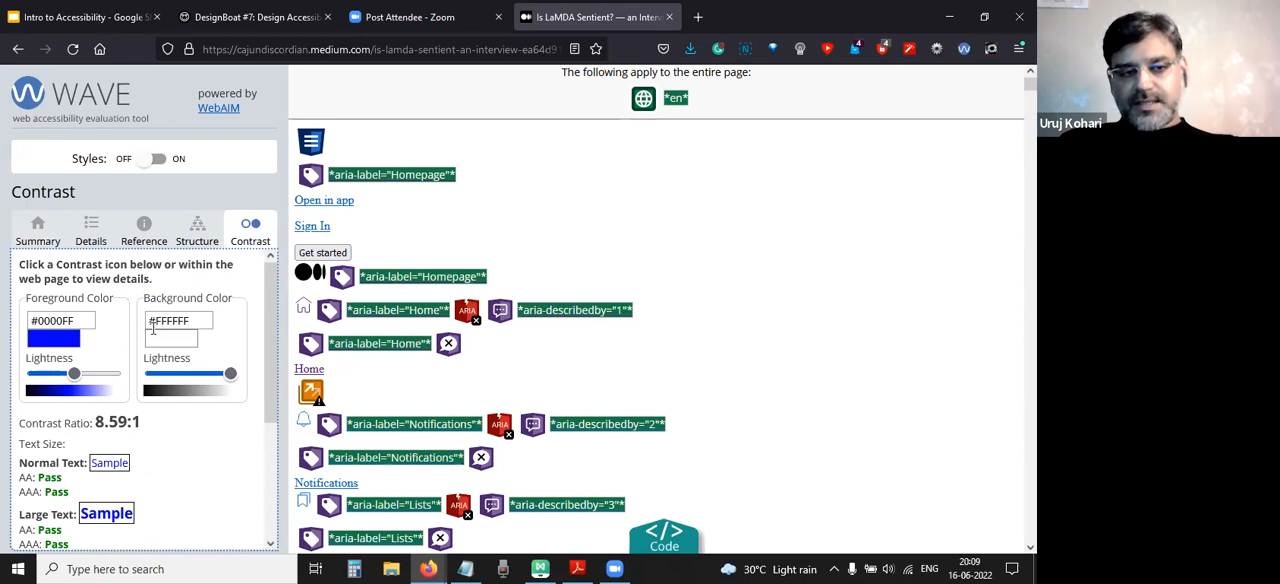 Intro to Accessibility - Google Sl
DesignBoat #7: Design Accessib
Post Attendee - Zoom
Is LaMDA Sentient? — an Interv
https://cajundiscordian.medium.com/is-lamda-sentient-an-interview-ea64d91
4
4
WAVE
web accessibility evaluation tool
powered by
WebAIM
Styles: OFF ON
Contrast
Summary Details Reference Structure Contrast
Click a Contrast icon below or within the
web page to view details.
Foreground Color Background Color
#0000FF #FFFFFF
Lightness Lightness
Contrast Ratio: 8.59:1
Text Size:
Normal Text: Sample
AA: Pass
AAA: Pass
Large Text: Sample
AA: Pass
AAA: Pass
The following apply to the entire page:
*en*
*aria-label="Homepage"*
Open in app
Sign In
Get started
*aria-label="Homepage"*
*aria-label="Home"* ARIA *aria-describedby="1"*
*aria-label="Home"*
Home
*aria-label="Notifications"* ARIA *aria-describedby="2"*
*aria-label="Notifications"*
Notifications
*aria-label="Lists"* ARIA *aria-describedby="3"*
*aria-label="Lists"*
</>
Code
Uruj Kohari
Type here to search
30°C Light rain
ENG
20:09
16-06-2022